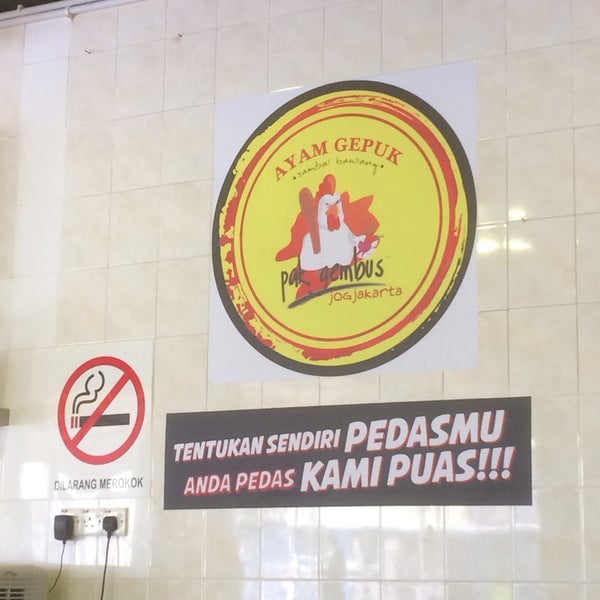 AYAM GEPUK
•sambal bawang•
pak gembus
jogjakarta
DILARANG MEROKOK
TENTUKAN SENDIRI PEDASMU
ANDA PEDAS KAMI PUAS!!!